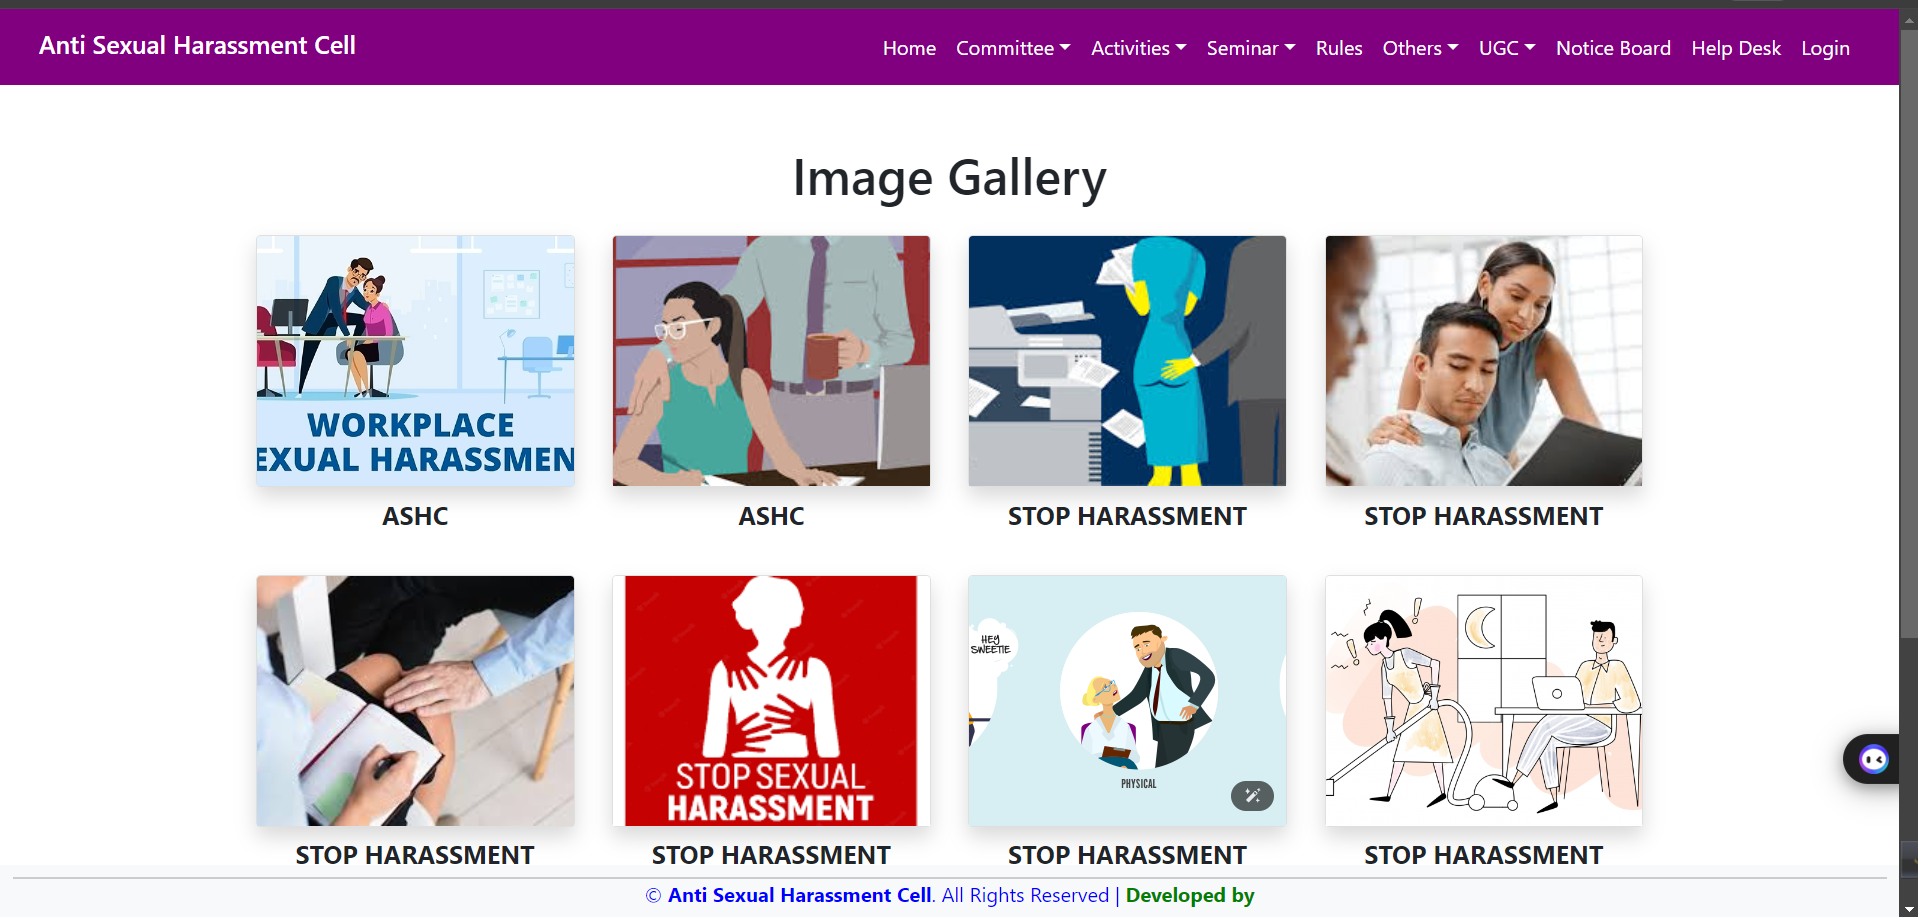 Anti Sexual Harassment Cell
Home Committee Activities Seminar Rules Others UGC Notice Board Help Desk Login
Image Gallery
WORKPLACE
EXUAL HARASSMEN
ASHC
ASHC
STOP HARASSMENT
STOP HARASSMENT
STOP SEXUAL
HARASSMENT
HEY
SWEETIE
PHYSICAL
STOP HARASSMENT
STOP HARASSMENT
STOP HARASSMENT
STOP HARASSMENT
© Anti Sexual Harassment Cell. All Rights Reserved | Developed by